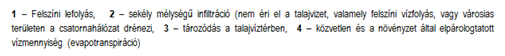 1 – Felszíni lefolyás, 2 – sekély mélységű infiltráció (nem éri el a talajvizet, valamely felszíni vízfolyás, vagy városias
területen a csatornahálózat drénezi, 3 – tározódás a talajvíztérben, 4 – közvetlen és a növényzet által elpárologtatott
vízmennyiség (evapotranspiráció)